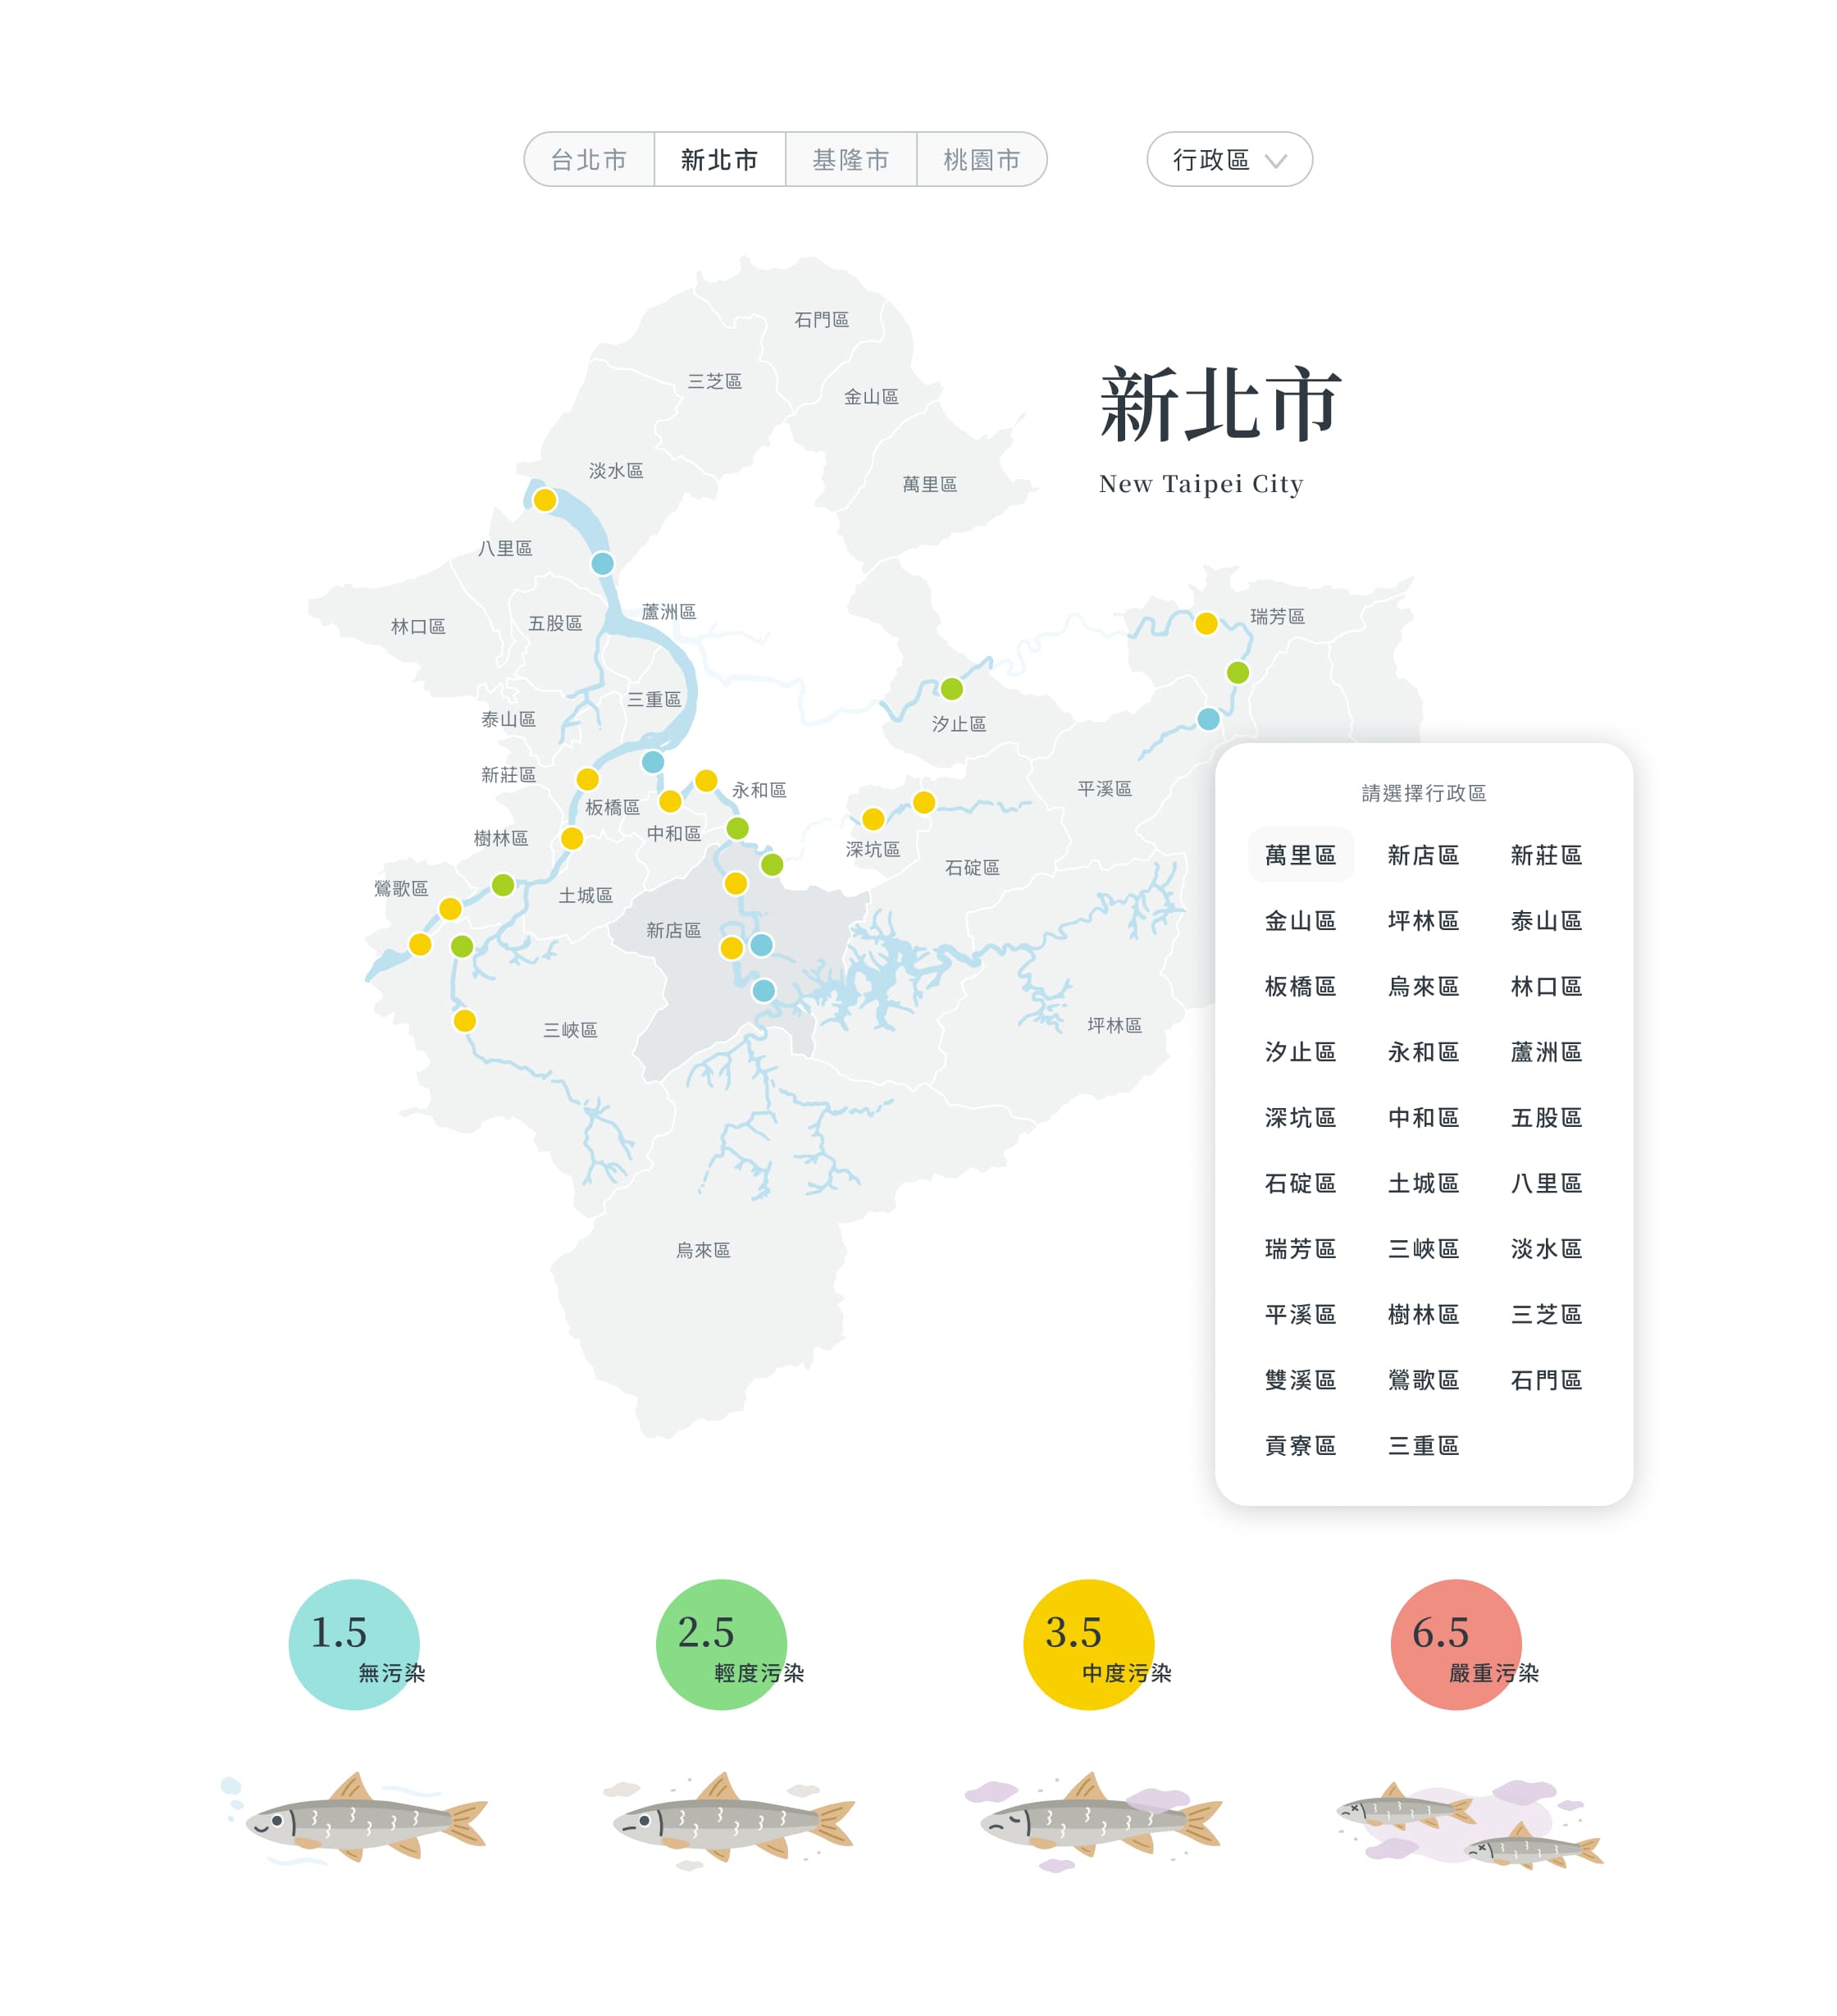 台北市 新北市 基隆市 桃園市 行政區
石門區
三芝區
金山區
新北市
New Taipei City
淡水區
萬里區
八里區
蘆洲區
瑞芳區
林口區
五股區
三重區
泰山區
汐止區
新莊區
板橋區
永和區
平溪區
樹林區
中和區
深坑區
石碇區
鶯歌區
土城區
新店區
三峽區
坪林區
烏來區
請選擇行政區
萬里區 新店區 新莊區
金山區 坪林區 泰山區
板橋區 烏來區 林口區
汐止區 永和區 蘆洲區
深坑區 中和區 五股區
石碇區 土城區 八里區
瑞芳區 三峽區 淡水區
平溪區 樹林區 三芝區
雙溪區 鶯歌區 石門區
貢寮區 三重區
1.5
無污染
2.5
輕度污染
3.5
中度污染
6.5
嚴重污染